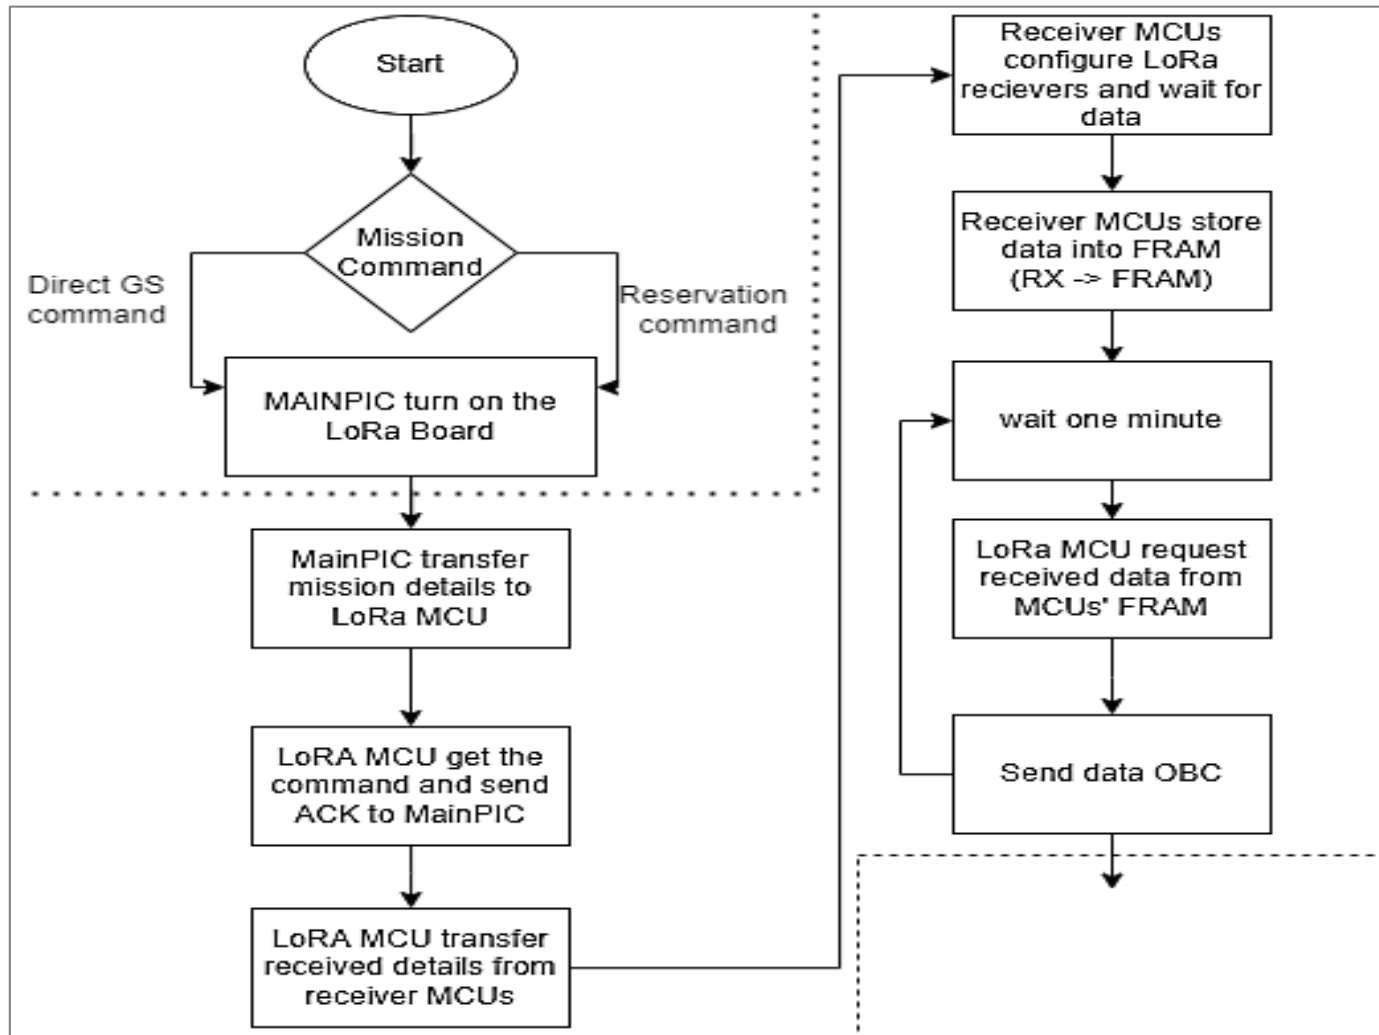 Start
Mission
Command
Direct GS
command
Reservation
command
MAINPIC turn on the
LoRa Board
MainPIC transfer
mission details to
LoRa MCU
LoRA MCU get the
command and send
ACK to MainPIC
LoRA MCU transfer
received details from
receiver MCUs
Receiver MCUs
configure LoRa
recievers and wait for
data
Receiver MCUs store
data into FRAM
(RX -> FRAM)
wait one minute
LoRa MCU request
received data from
MCUs' FRAM
Send data OBC